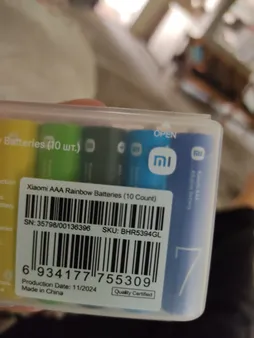 Batteries (10 шт.)
OPEN
mi
Xiaomi AAA Rainbow Batteries (10 Count)
SN: 35798/00136396 SKU: BHR5394GL
6 934177 755309
Production Date: 11/2024
Made in China
Quality Certified